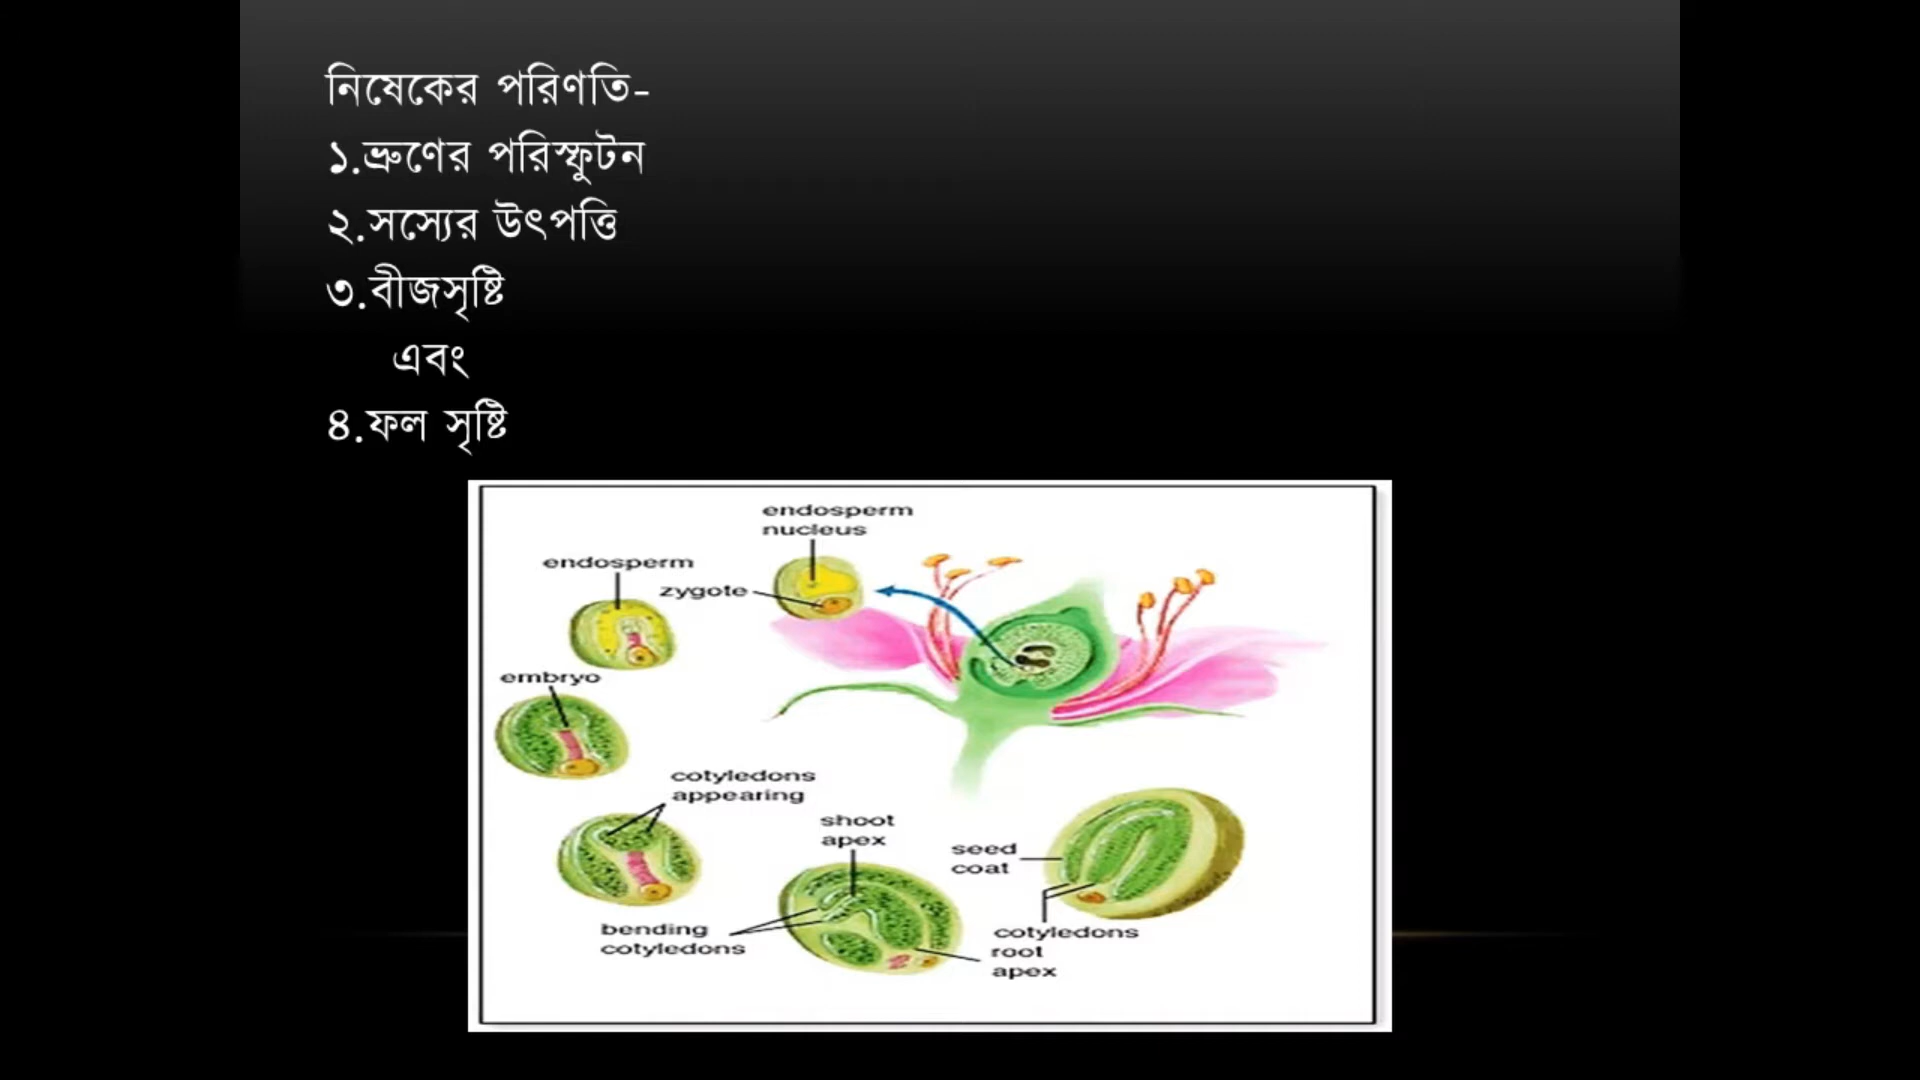 নিষেকের পরিণতি-
১.ভ্রুণের পরিস্ফুটন
২.সস্যের উৎপত্তি
৩.বীজসৃষ্টি
এবং
৪.ফল সৃষ্টি
endosperm
nucleus
endosperm
zygote
embryo
cotyledons
appearing
shoot
apex
seed
coat
bending
cotyledons
cotyledons
root
apex